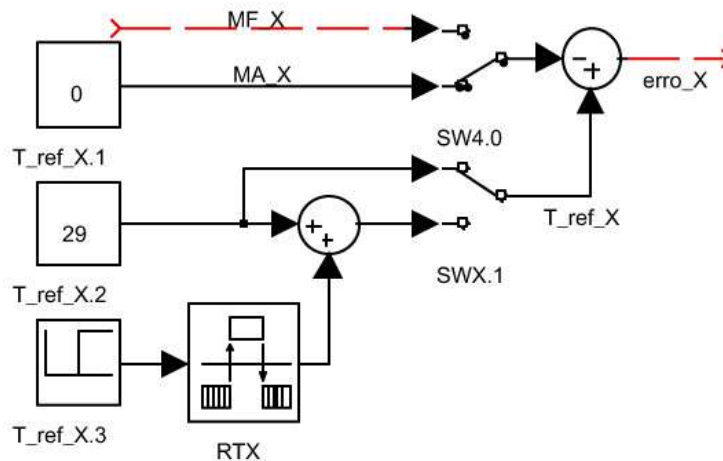 MF_X
0
MA_X
erro_X
T_ref_X.1
SW4.0
29
T_ref_X
T_ref_X.2
SWX.1
T_ref_X.3
RTX